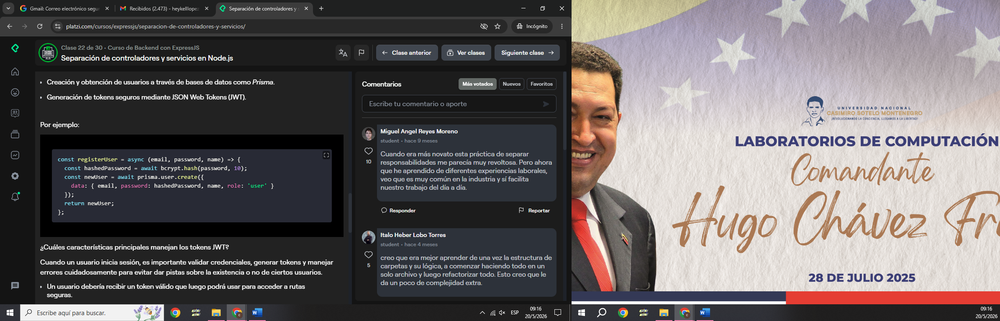 Gmail: Correo electrónico segu
Recibidos (2.473) - heykelllopez
Separación de controladores y s
platzi.com/cursos/expressjs/separacion-de-controladores-y-servicios/
Incógnito
Clase 22 de 30 • Curso de Backend con ExpressJS
Separación de controladores y servicios en Node.js
Clase anterior
Ver clases
Siguiente clase
Creación y obtención de usuarios a través de bases de datos como Prisma.
Generación de tokens seguros mediante JSON Web Tokens (JWT).
Por ejemplo:
const registerUser = async (email, password, name) => {
const hashedPassword = await bcrypt.hash(password, 10);
const newUser = await prisma.user.create({
data: { email, password: hashedPassword, name, role: 'user' }
});
return newUser;
};
¿Cuáles características principales manejan los tokens JWT?
Cuando un usuario inicia sesión, es importante validar credenciales, generar tokens y manejar
errores cuidadosamente para evitar dar pistas sobre la existencia o no de ciertos usuarios.
Un usuario debería recibir un token válido que luego podrá usar para acceder a rutas
seguras.
Comentarios
Más votados
Nuevos
Favoritos
Escribe tu comentario o aporte
Miguel Angel Reyes Moreno
student • hace 9 meses
10
Cuando era más novato esta práctica de separar
responsabilidades me parecía muy revoltosa. Pero ahora
que he aprendido de diferentes experiencias laborales,
veo que es muy común en la industria y sí facilita
nuestro trabajo del día a día.
Responder
Reportar
Italo Heber Lobo Torres
student • hace 4 meses
5
creo que era mejor aprender de una vez la estructura de
carpetas y su lógica, a comenzar haciendo todo en un
solo archivo y luego refactorizar todo. Esto creo que le
da un poco de complejidad extra.
Escribe aquí para buscar.
ESP
09:16
20/5/2026
UNIVERSIDAD NACIONAL
CASIMIRO SOTELO MONTENEGRO
¡REVOLUCIONANDO LA CONCIENCIA, LLEGAMOS A LA LIBERTAD!
LABORATORIOS DE COMPUTACIÓN
Comandante
Hugo Chávez Fr
28 DE JULIO 2025
09:16
20/5/2026